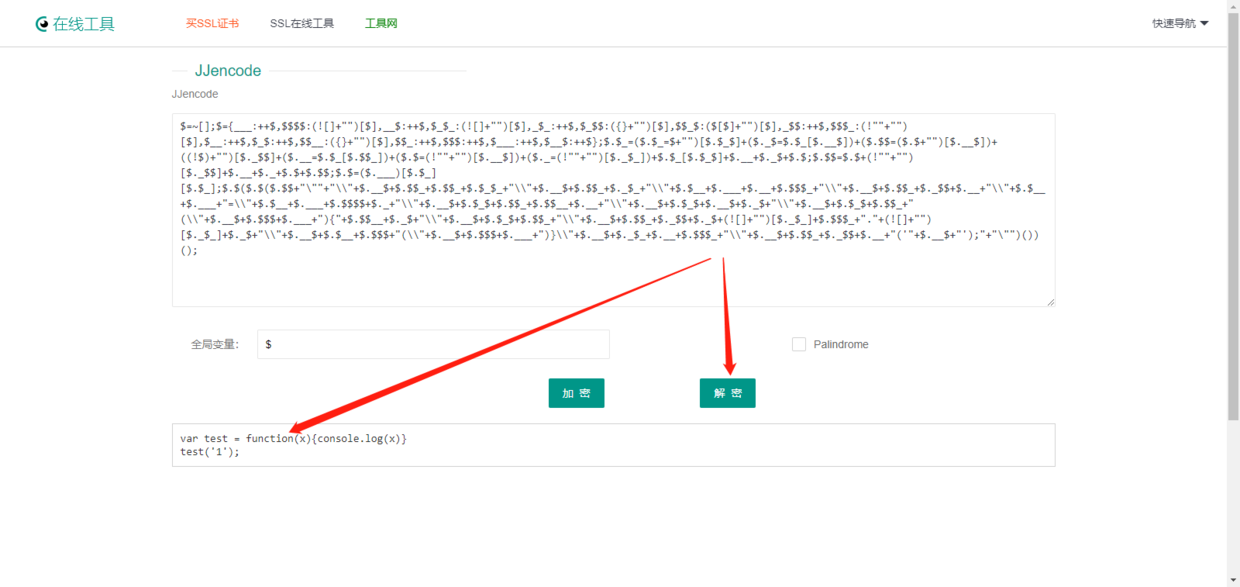 在线工具
买SSL证书 SSL在线工具 工具网 快速导航
JJencode
JJencode
$=~[];$={___:++$,$$$$:(![]+"")[$],__$:++$,$_$_:(![]+"")[$],_$_:++$,$_$$:({}+"")[$],$$_$:($[$]+"")[$],_$$:++$,$$$_:(!""+"")
[$],$__:++$,$_$:++$,$$__:({}+"")[$],$$_:++$,$$$:++$,$___:++$,$__$:++$};$.$_=($.$_=$+"")[$.$_$]+($._$=$.$_[$.__$])+($.$$=($.$+"")[$.__$])+
((!$)+"")[$._$$]+($.__=$.$_[$.$$_])+($.$=(!""+"")[$.__$])+($._=(!""+"")[$._$_])+$.$_[$.$_$]+$.__+$._$+$.$;$.$$=$.$+(!""+"")
[$._$$]+$.__+$._+$.$+$.$$;$.$=($.___)[$.$_]
[$.$_];$.$($.$($.$$+"\""+"\\"+$.__$+$.$$_+$.$$_+$.$_$_+"\\"+$.__$+$.$$_+$._$_+"\\"+$.$__+$.___+$.__+$.$$$_+"\\"+$.__$+$.$$_+$._$$+$.__+"\\"+$.$__
+$.___+"=\\"+$.$__+$.___+$.$$$$+$._+"\\"+$.__$+$.$_$+$.$$_+$.$$__+$.__+"\\"+$.__$+$.$_$+$.__$+$._$+"\\"+$.__$+$.$_$+$.$$_+"
(\\"+$.__$+$.$$$+$.___+"){"+$.$$__+$._$+"\\"+$.__$+$.$_$+$.$$_+"\\"+$.__$+$.$$_+$._$$+$._$+(![]+"")[$._$_]+$.$$$_+"."+(![]+"")
[$._$_]+$._$+"\\"+$.__$+$.$__+$.$$$+"(\\"+$.__$+$.$$$+$.___+")}\\"+$.__$+$._$_+$.__+$.$$$_+"\\"+$.__$+$.$$_+$._$$+$.__+"('"+$.__$+"');"+"\"")())
();
全局变量： $ Palindrome
加 密 解 密
var test = function(x){console.log(x)}
test('1');